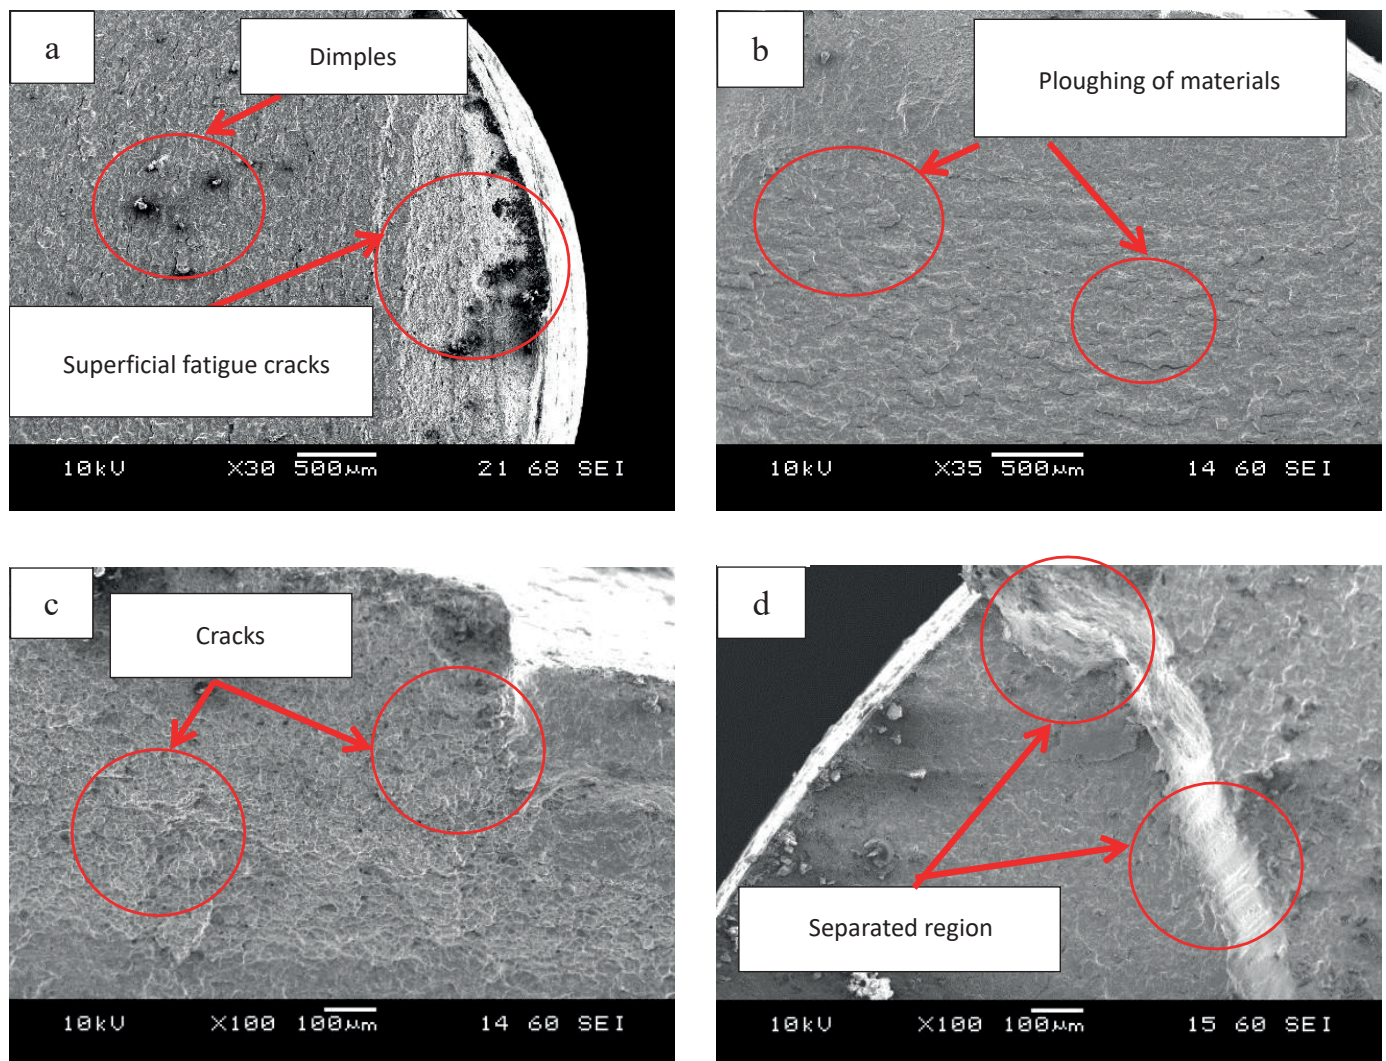 a
Dimples
Superficial fatigue cracks
10kV X30 500μm 21 68 SEI
b
Ploughing of materials
10kV X35 500μm 14 60 SEI
c
Cracks
10kV X100 100μm 14 60 SEI
d
Separated region
10kV X100 100μm 15 60 SEI